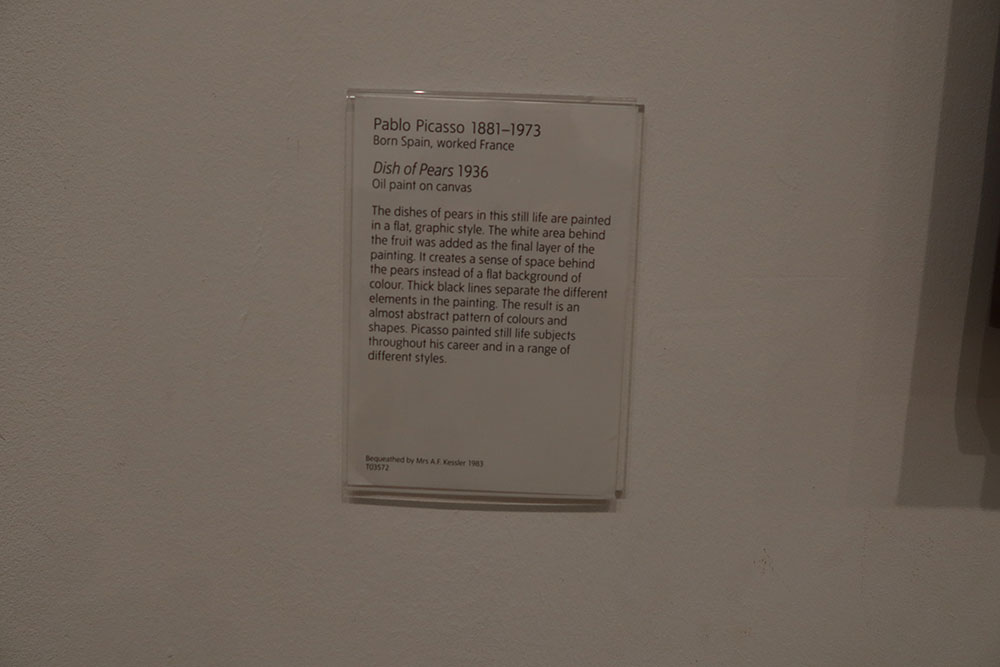 Pablo Picasso 1881–1973
Born Spain, worked France
Dish of Pears 1936
Oil paint on canvas
The dishes of pears in this still life are painted
in a flat, graphic style. The white area behind
the fruit was added as the final layer of the
painting. It creates a sense of space behind
the pears instead of a flat background of
colour. Thick black lines separate the different
elements in the painting. The result is an
almost abstract pattern of colours and
shapes. Picasso painted still life subjects
throughout his career and in a range of
different styles.
Bequeathed by Mrs A.F. Kessler 1983
T03572